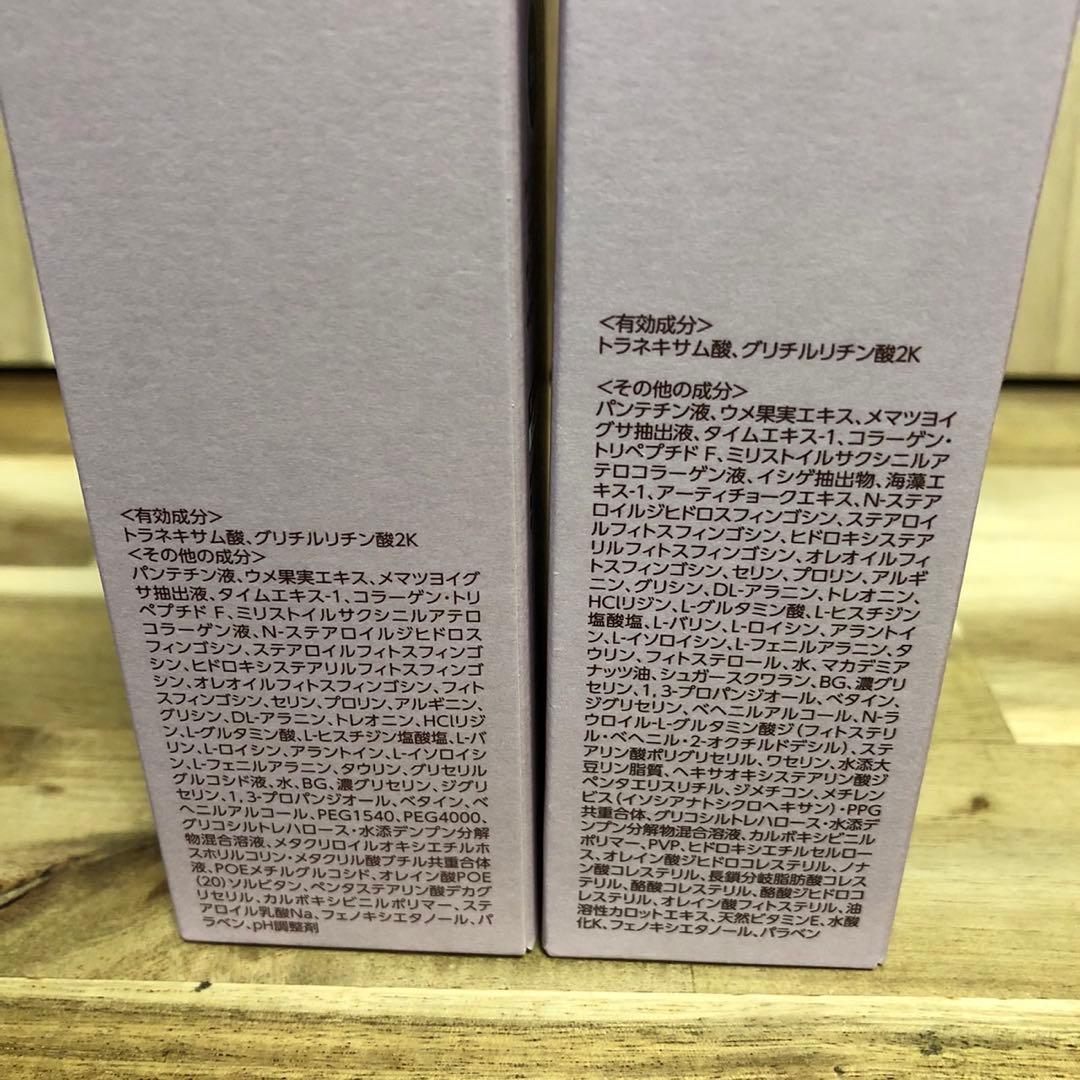 <有効成分>
トラネキサム酸、グリチルリチン酸2K
<その他の成分>
パンテチン液、ウメ果実エキス、メマツヨイグ
サ抽出液、タイムエキス-1、コラーゲン・トリ
ペプチド F、ミリストイルサクシニルアテロ
コラーゲン液、N-ステアロイルジヒドロス
フィンゴシン、ステアロイルフィトスフィンゴ
シン、ヒドロキシステアリルフィトスフィンゴ
シン、オレオイルフィトスフィンゴシン、フィト
スフィンゴシン、セリン、プロリン、アルギニン、
グリシン、DL-アラニン、トレオニン、HClリジ
ン、L-グルタミン酸、L-ヒスチジン塩酸塩、L-バ
リン、L-ロイシン、アラントイン、L-イソロイシ
ン、L-フェニルアラニン、タウリン、グリセリル
グルコシド液、水、BG、濃グリセリン、ジグリ
セリン、1,3-プロパンジオール、ベタイン、ベ
ヘニルアルコール、PEG1540、PEG4000、
グリコシルトレハロース・水添デンプン分解
物混合溶液、メタクリロイルオキシエチルホ
スホリルコリン・メタクリル酸ブチル共重合体
液、POEメチルグルコシド、オレイン酸POE
(20)ソルビタン、ペンタステアリン酸デカグ
リセリル、カルボキシビニルポリマー、ステ
アロイル乳酸Na、フェノキシエタノール、パ
ラベン、pH調整剤
<有効成分>
トラネキサム酸、グリチルリチン酸2K
<その他の成分>
パンテチン液、ウメ果実エキス、メマツヨイ
グサ抽出液、タイムエキス-1、コラーゲン・
トリペプチド F、ミリストイルサクシニルア
テロコラーゲン液、イシゲ抽出物、海藻エ
キス-1、アーティチョークエキス、N-ステア
ロイルジヒドロスフィンゴシン、ステアロイ
ルフィトスフィンゴシン、ヒドロキシステア
リルフィトスフィンゴシン、オレオイルフィ
トスフィンゴシン、セリン、プロリン、アルギ
ニン、グリシン、DL-アラニン、トレオニン、
HClリジン、L-グルタミン酸、L-ヒスチジン
塩酸塩、L-バリン、L-ロイシン、アラントイ
ン、L-イソロイシン、L-フェニルアラニン、タ
ウリン、フィトステロール、水、マカデミア
ナッツ油、シュガースクワラン、BG、濃グリ
セリン、1,3-プロパンジオール、ベタイン、
ジグリセリン、ベヘニルアルコール、N-ラ
ウロイル-L-グルタミン酸ジ(フィトステリ
ル・ベヘニル・2-オクチルドデシル)、ステ
アリン酸ポリグリセリル、ワセリン、水添大
豆リン脂質、ヘキサオキシステアリン酸ジ
ペンタエリスリチル、ジメチコン、メチレン
ビス(イソシアナトシクロヘキサン)・PPG
共重合体、グリコシルトレハロース・水添デ
ンプン分解物混合溶液、カルボキシビニル
ポリマー、PVP、ヒドロキシエチルセルロー
ス、オレイン酸ジヒドロコレステリル、ノナ
ン酸コレステリル、長鎖分岐脂肪酸コレス
テリル、酪酸コレステリル、酪酸ジヒドロコ
レステリル、オレイン酸フィトステリル、油
溶性カロットエキス、天然ビタミンE、水酸
化K、フェノキシエタノール、パラベン